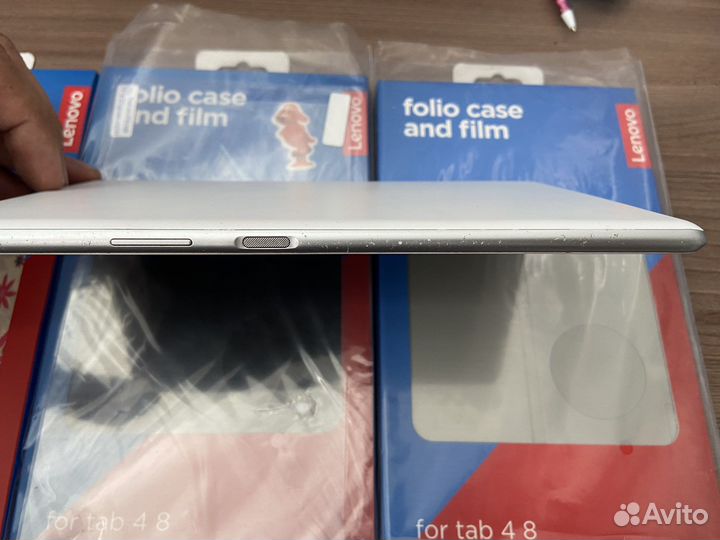 Lenovo
folio case
and film
Lenovo
folio case
and film
Lenovo
for tab 4 8
for tab 4 8
Avito